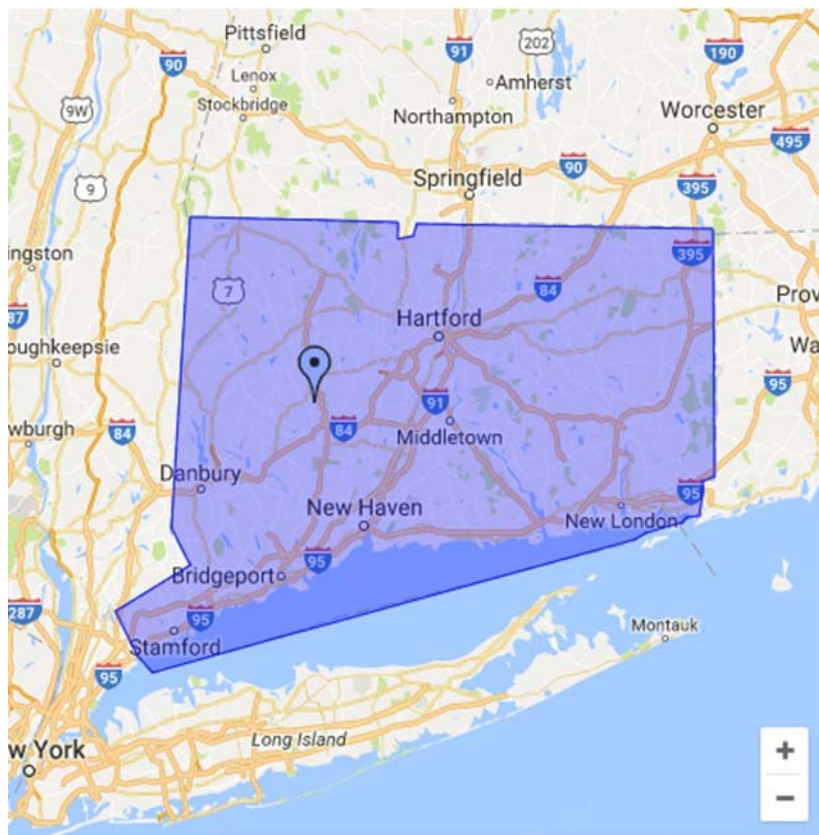 Pittsfield
91
202
190
90
Lenox
Amherst
Stockbridge
9W
Northampton
Worcester
495
90
Springfield
395
9
ington
395
7
84
Prov
87
Hartford
oughkeepsie
Wa
95
91
wburgh
84
84
Middletown
Danbury
95
New Haven
New London
Bridgeport
95
287
95
Stamford
Montauk
95
Long Island
w York
+
−